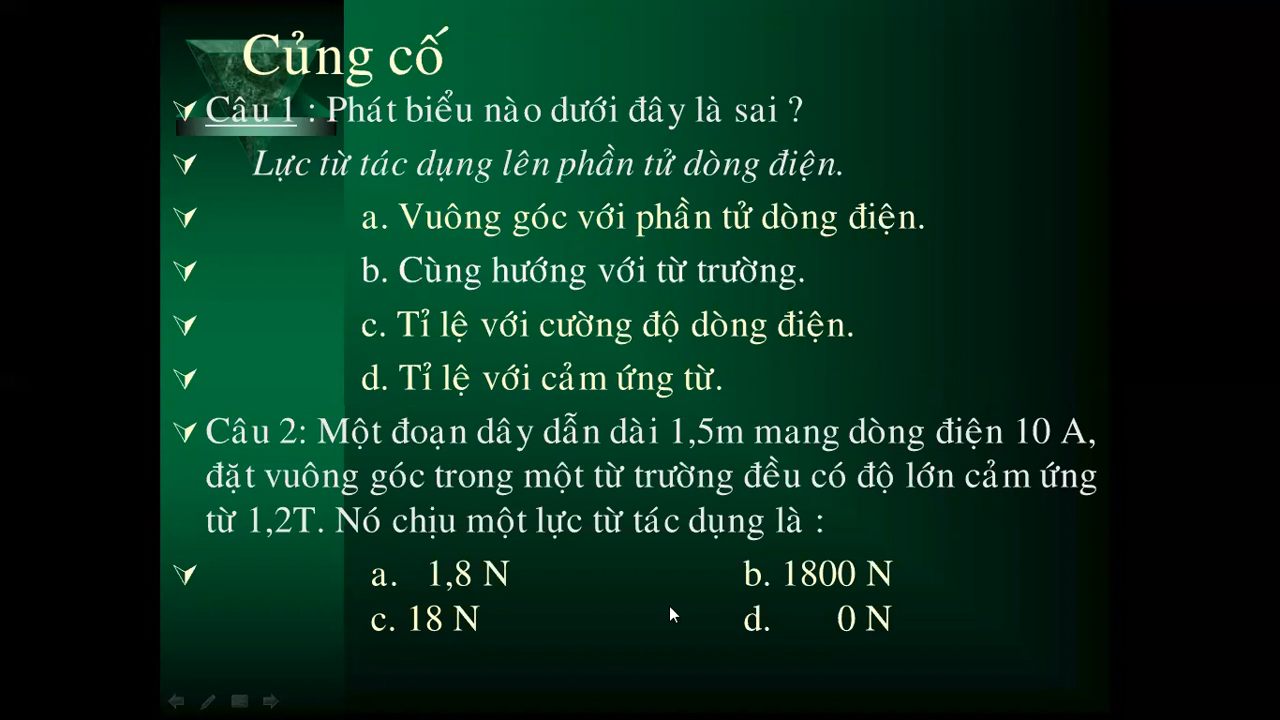 Củng cố
Câu 1 : Phát biểu nào dưới đây là sai ?
Lực từ tác dụng lên phần tử dòng điện.
a. Vuông góc với phần tử dòng điện.
b. Cùng hướng với từ trường.
c. Tỉ lệ với cường độ dòng điện.
d. Tỉ lệ với cảm ứng từ.
Câu 2: Một đoạn dây dẫn dài 1,5m mang dòng điện 10 A,
đặt vuông góc trong một từ trường đều có độ lớn cảm ứng
từ 1,2T. Nó chịu một lực từ tác dụng là :
a. 1,8 N b. 1800 N
c. 18 N d. 0 N